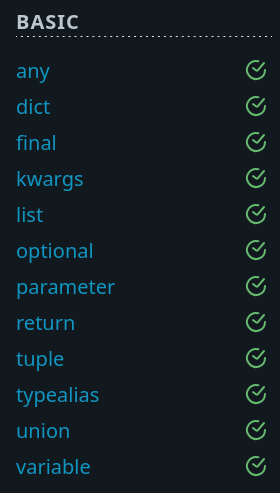 BASIC
any
dict
final
kwargs
list
optional
parameter
return
tuple
typealias
union
variable